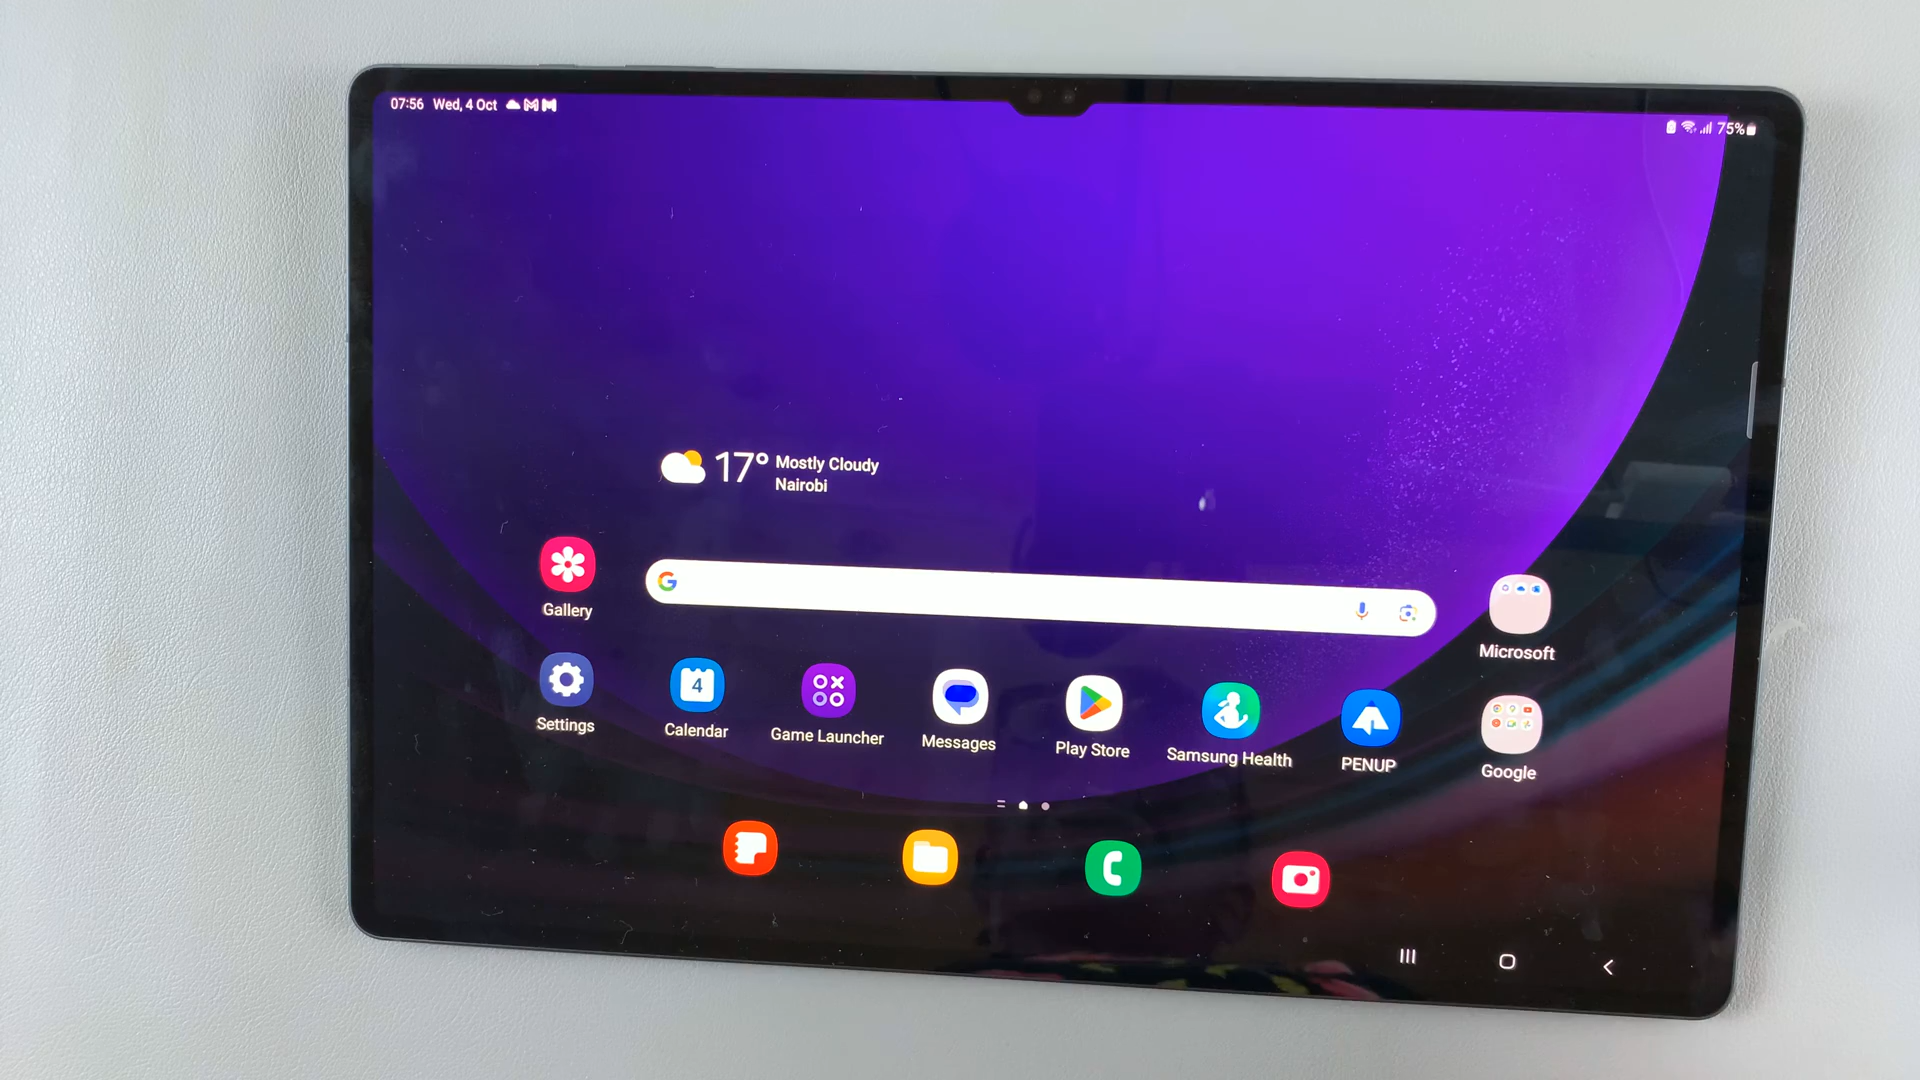 07:56 Wed, 4 Oct
75%
17° Mostly Cloudy
Nairobi
Gallery
Microsoft
4
Settings
Calendar
Game Launcher
Messages
Play Store
Samsung Health
PENUP
Google